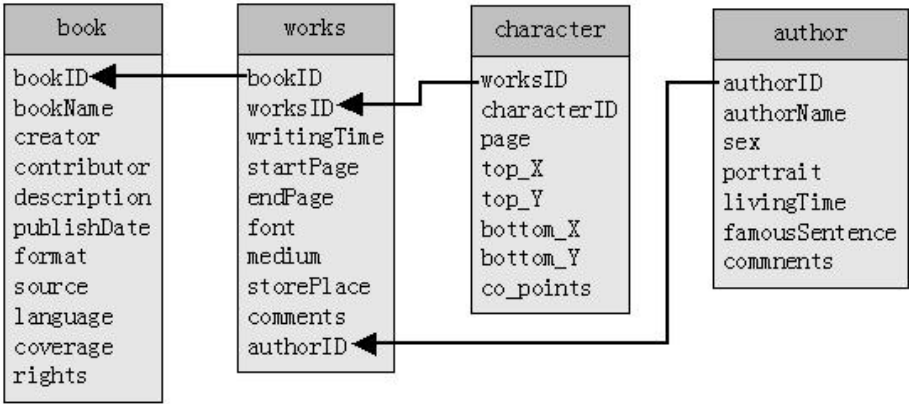 book
bookID
bookName
creator
contributor
description
publishDate
format
source
language
coverage
rights
works
bookID
worksID
writingTime
startPage
endPage
font
medium
storePlace
comments
authorID
character
worksID
characterID
page
top_X
top_Y
bottom_X
bottom_Y
co_points
author
authorID
authorName
sex
portrait
livingTime
famousSentence
commnents